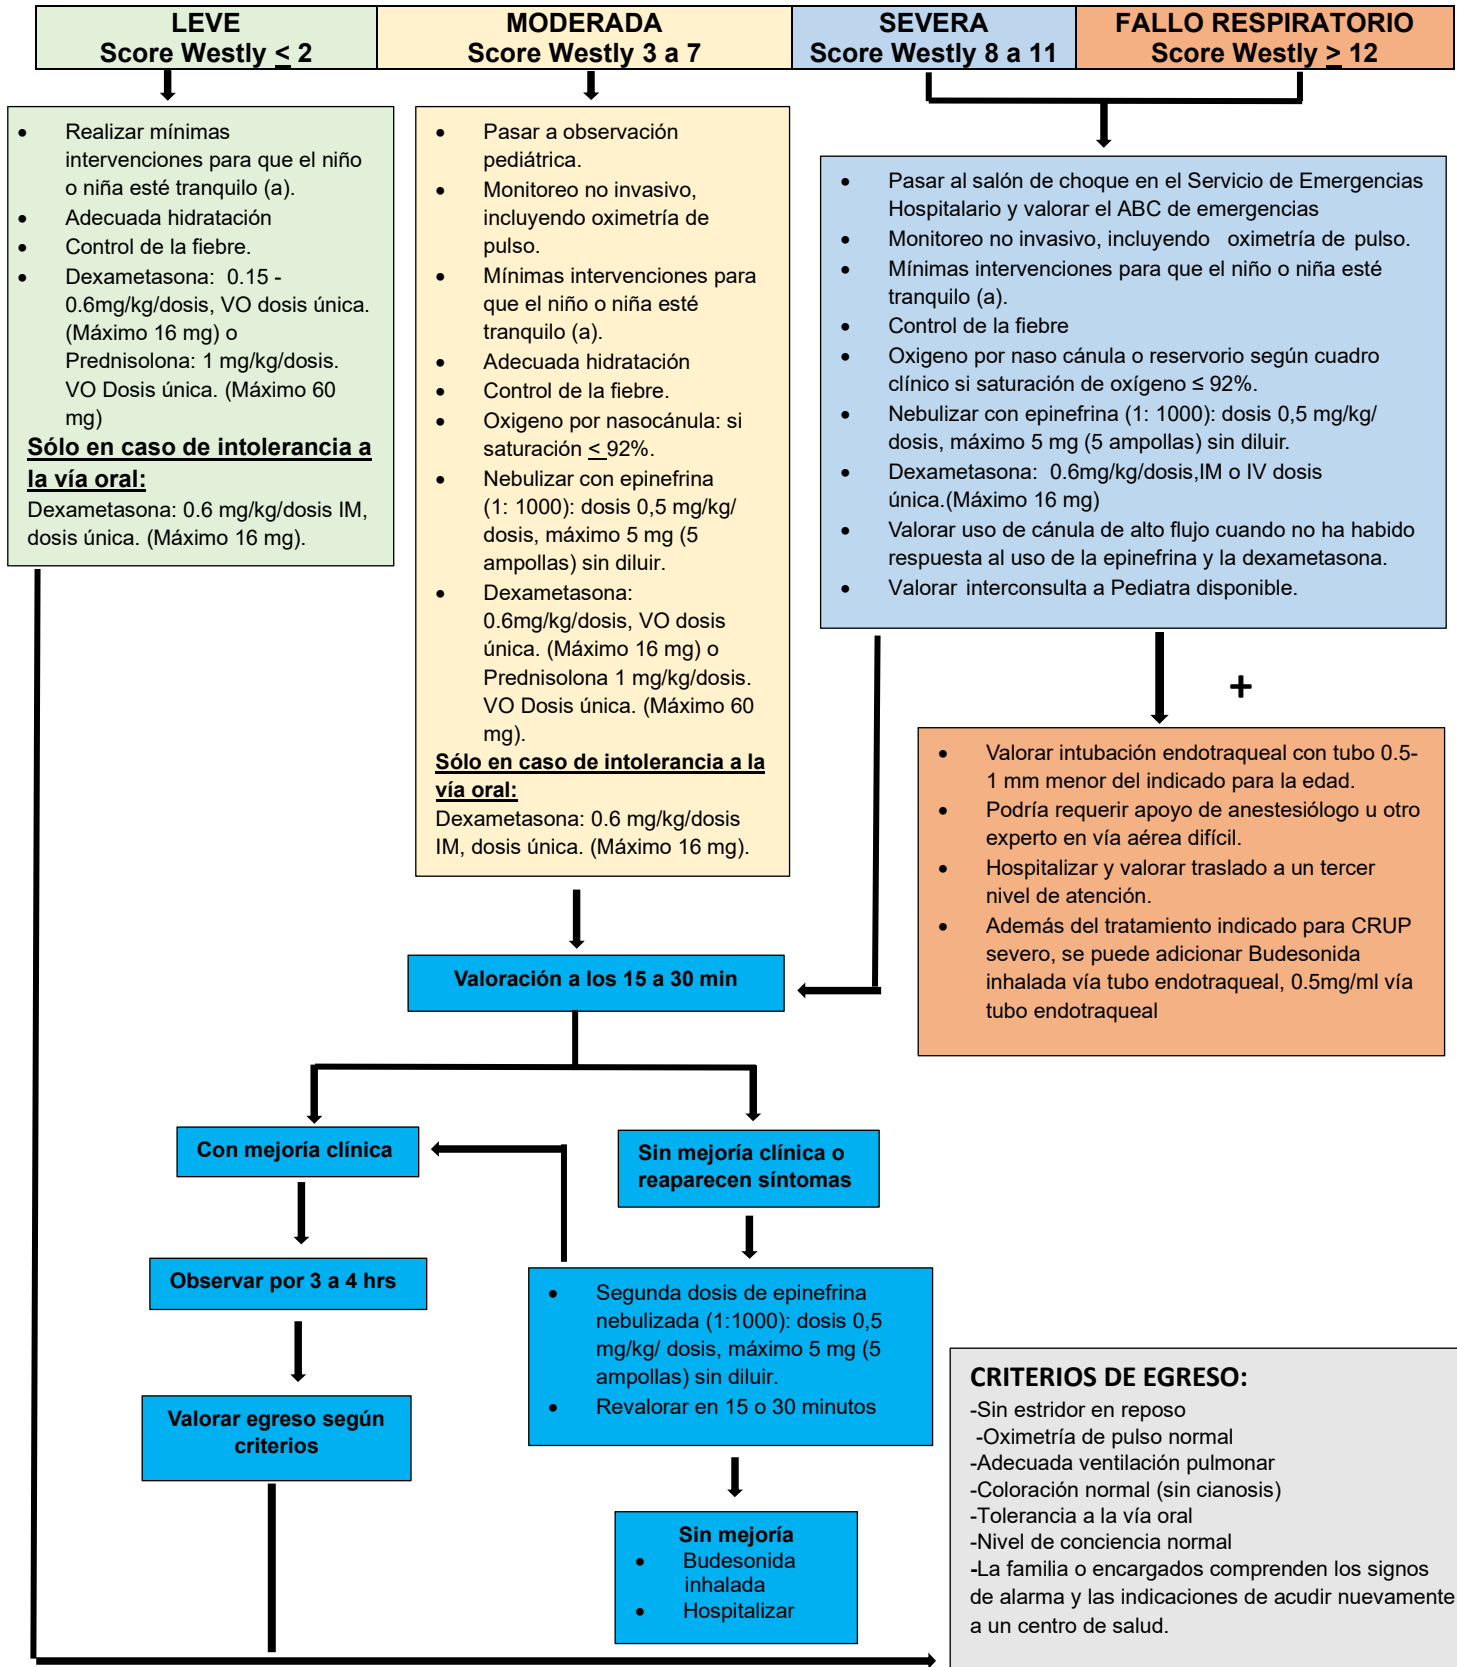 LEVE
Score Westly < 2
MODERADA
Score Westly 3 a 7
SEVERA
Score Westly 8 a 11
FALLO RESPIRATORIO
Score Westly > 12
• Realizar mínimas
intervenciones para que el niño
o niña esté tranquilo (a).
• Adecuada hidratación
• Control de la fiebre.
• Dexametasona: 0.15 -
0.6mg/kg/dosis, VO dosis única.
(Máximo 16 mg) o
Prednisolona: 1 mg/kg/dosis.
VO Dosis única. (Máximo 60
mg)
Sólo en caso de intolerancia a
la vía oral:
Dexametasona: 0.6 mg/kg/dosis IM,
dosis única. (Máximo 16 mg).
• Pasar a observación
pediátrica.
• Monitoreo no invasivo,
incluyendo oximetría de
pulso.
• Mínimas intervenciones para
que el niño o niña esté
tranquilo (a).
• Adecuada hidratación
• Control de la fiebre.
• Oxigeno por nasocánula: si
saturación < 92%.
• Nebulizar con epinefrina
(1: 1000): dosis 0,5 mg/kg/
dosis, máximo 5 mg (5
ampollas) sin diluir.
• Dexametasona:
0.6mg/kg/dosis, VO dosis
única. (Máximo 16 mg) o
Prednisolona 1 mg/kg/dosis.
VO Dosis única. (Máximo 60
mg).
Sólo en caso de intolerancia a la
vía oral:
Dexametasona: 0.6 mg/kg/dosis
IM, dosis única. (Máximo 16 mg).
• Pasar al salón de choque en el Servicio de Emergencias
Hospitalario y valorar el ABC de emergencias
• Monitoreo no invasivo, incluyendo oximetría de pulso.
• Mínimas intervenciones para que el niño o niña esté
tranquilo (a).
• Control de la fiebre
• Oxigeno por naso cánula o reservorio según cuadro
clínico si saturación de oxígeno ≤ 92%.
• Nebulizar con epinefrina (1: 1000): dosis 0,5 mg/kg/
dosis, máximo 5 mg (5 ampollas) sin diluir.
• Dexametasona: 0.6mg/kg/dosis,IM o IV dosis
única.(Máximo 16 mg)
• Valorar uso de cánula de alto flujo cuando no ha habido
respuesta al uso de la epinefrina y la dexametasona.
• Valorar interconsulta a Pediatra disponible.
+
• Valorar intubación endotraqueal con tubo 0.5-
1 mm menor del indicado para la edad.
• Podría requerir apoyo de anestesiólogo u otro
experto en vía aérea difícil.
• Hospitalizar y valorar traslado a un tercer
nivel de atención.
• Además del tratamiento indicado para CRUP
severo, se puede adicionar Budesonida
inhalada vía tubo endotraqueal, 0.5mg/ml vía
tubo endotraqueal
Valoración a los 15 a 30 min
Con mejoría clínica
Sin mejoría clínica o
reaparecen síntomas
Observar por 3 a 4 hrs
• Segunda dosis de epinefrina
nebulizada (1:1000): dosis 0,5
mg/kg/ dosis, máximo 5 mg (5
ampollas) sin diluir.
• Revalorar en 15 o 30 minutos
Valorar egreso según
criterios
Sin mejoría
• Budesonida
inhalada
• Hospitalizar
CRITERIOS DE EGRESO:
-Sin estridor en reposo
-Oximetría de pulso normal
-Adecuada ventilación pulmonar
-Coloración normal (sin cianosis)
-Tolerancia a la vía oral
-Nivel de conciencia normal
-La familia o encargados comprenden los signos
de alarma y las indicaciones de acudir nuevamente
a un centro de salud.